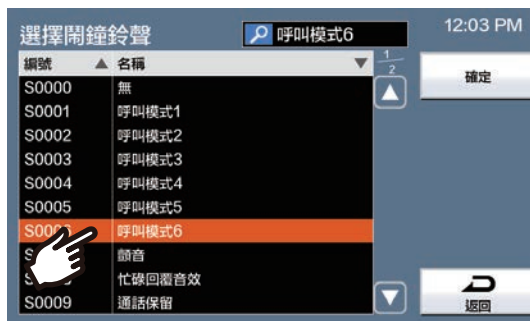 選擇鬧鐘鈴聲
呼叫模式6
12:03 PM
編號 ▲ 名稱 ▼
1/2
確定
S0000 無
S0001 呼叫模式1
S0002 呼叫模式2
S0003 呼叫模式3
S0004 呼叫模式4
S0005 呼叫模式5
呼叫模式6
顫音
忙碌回覆音效
S0009 通話保留
返回